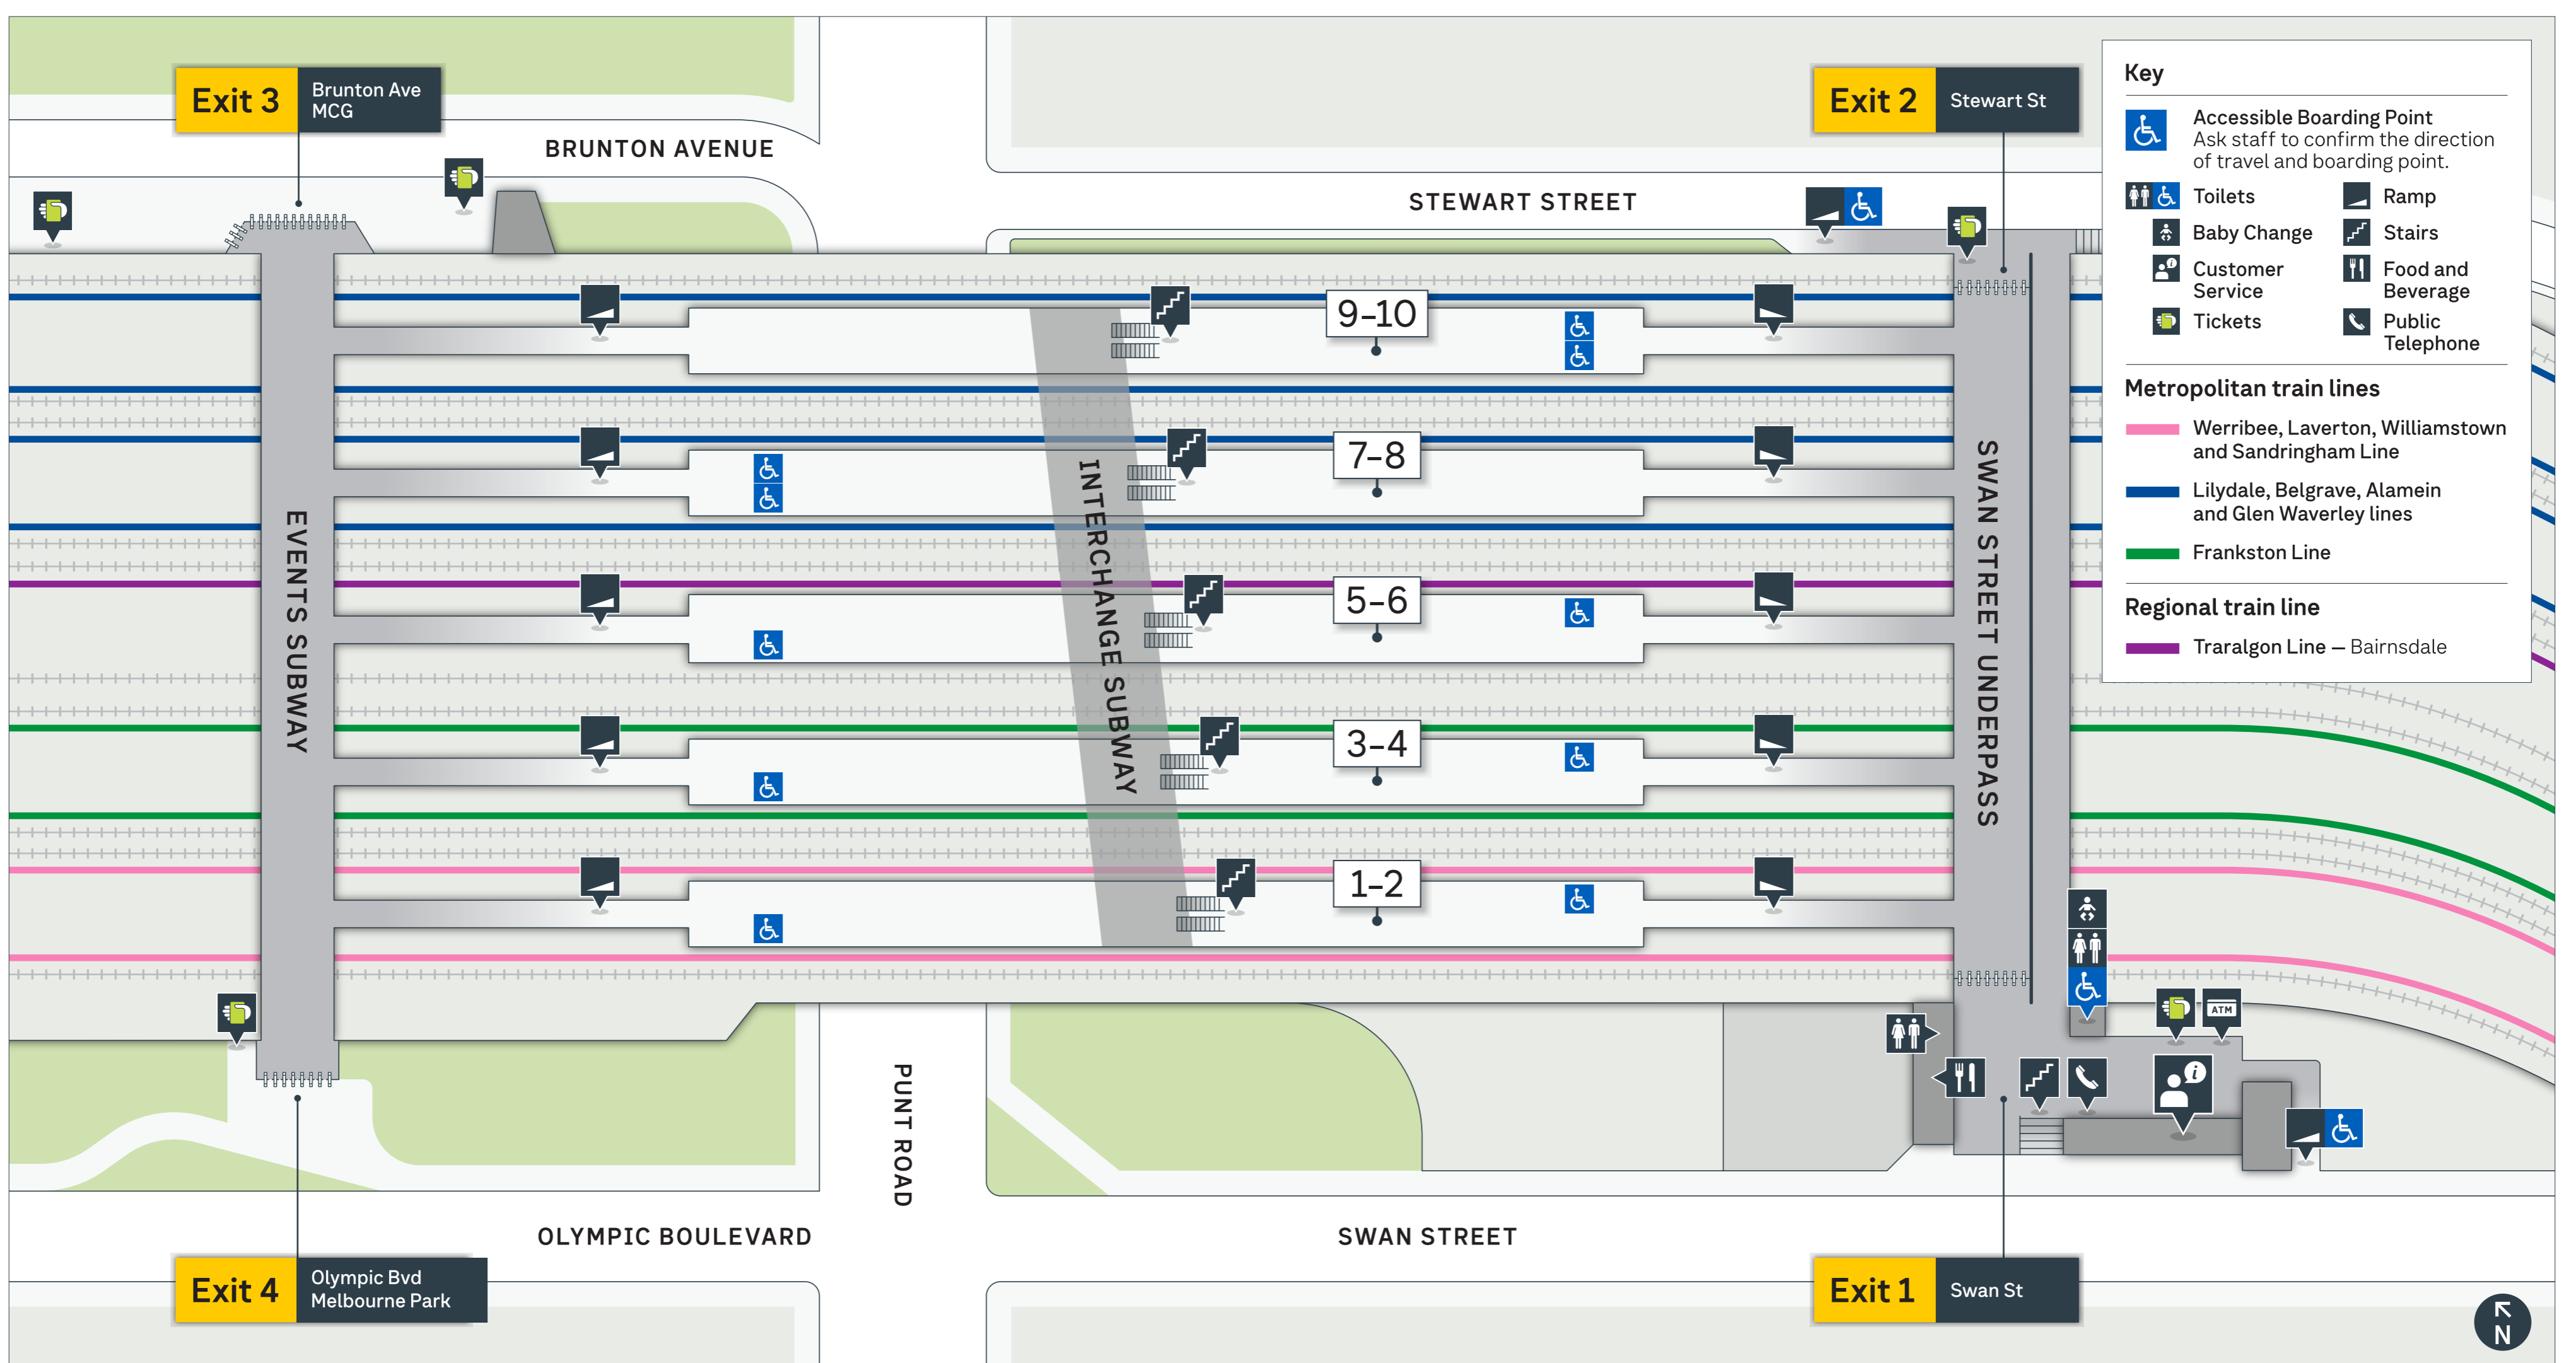 Exit 3
Brunton Ave
MCG
Exit 2
Stewart St
BRUNTON AVENUE
STEWART STREET
Key
Accessible Boarding Point
Ask staff to confirm the direction
of travel and boarding point.
Toilets
Ramp
Baby Change
Stairs
Customer
Service
Food and
Beverage
Tickets
Public
Telephone
Metropolitan train lines
Werribee, Laverton, Williamstown
and Sandringham Line
Lilydale, Belgrave, Alamein
and Glen Waverley lines
Frankston Line
Regional train line
Traralgon Line — Bairnsdale
9–10
7–8
5–6
3–4
1–2
EVENTS SUBWAY
INTERCHANGE SUBWAY
SWAN STREET UNDERPASS
ATM
i
PUNT ROAD
OLYMPIC BOULEVARD
SWAN STREET
Exit 4
Olympic Bvd
Melbourne Park
Exit 1
Swan St
N